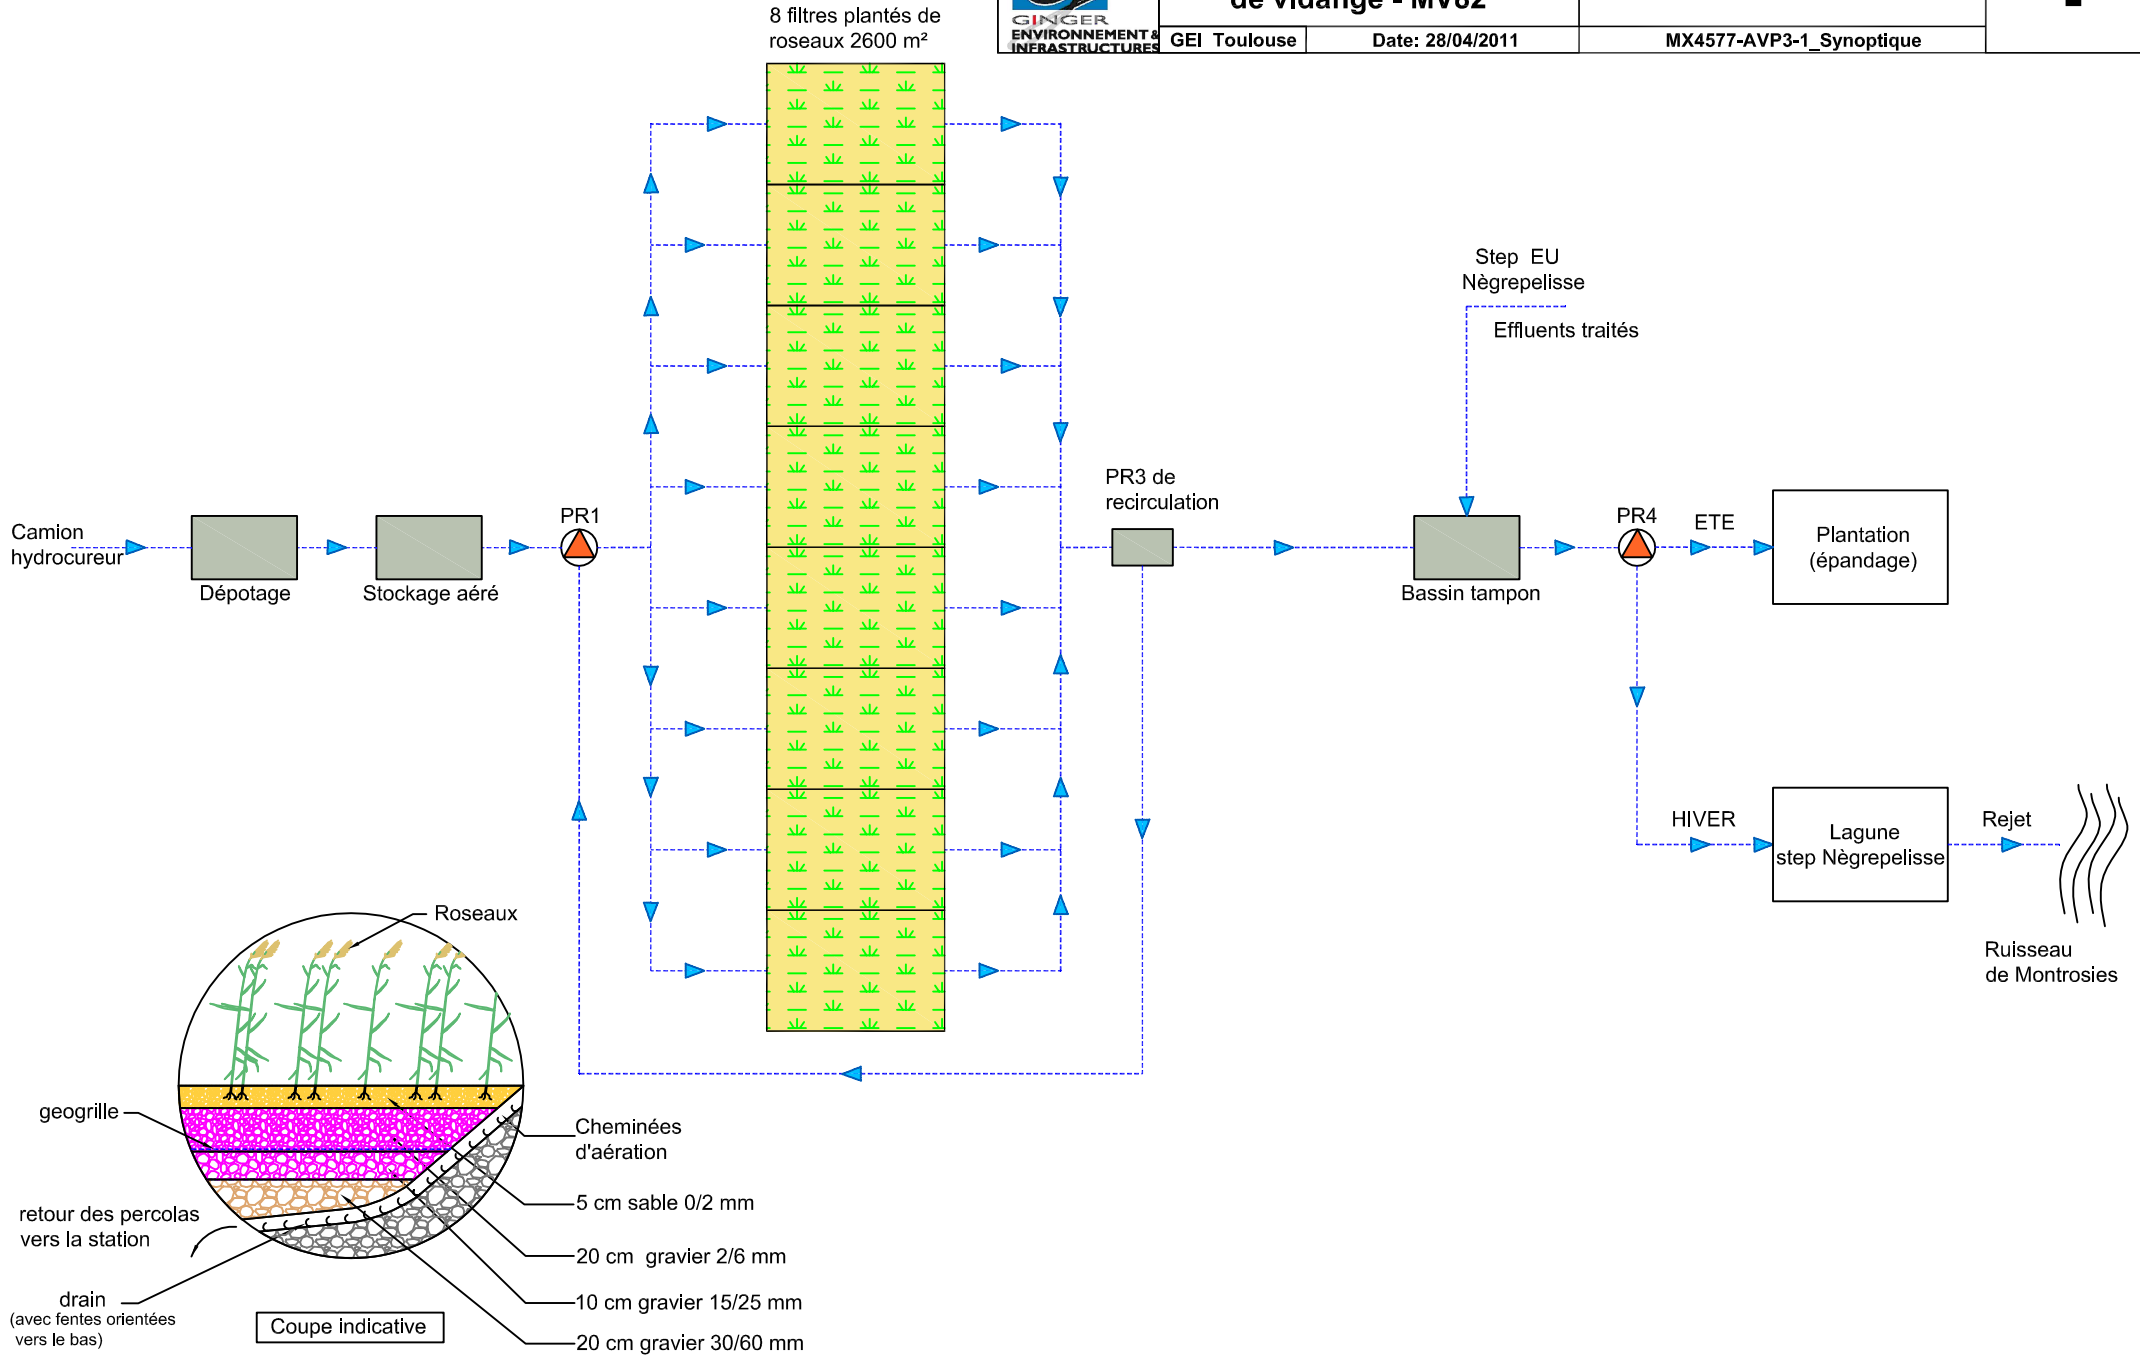 8 filtres plantés de
roseaux 2600 m²
de vidange - MV82
GINGER
ENVIRONNEMENT &
INFRASTRUCTURES
GEI Toulouse
Date: 28/04/2011
MX4577-AVP3-1_Synoptique
Step EU
Nègrepelisse
Effluents traités
PR3 de
recirculation
Camion
hydrocureur
Dépotage
Stockage aéré
PR1
Bassin tampon
PR4
ETE
Plantation
(épandage)
HIVER
Lagune
step Nègrepelisse
Rejet
Ruisseau
de Montrosies
Roseaux
geogrille
Cheminées
d'aération
5 cm sable 0/2 mm
retour des percolas
vers la station
20 cm gravier 2/6 mm
drain
(avec fentes orientées
vers le bas)
10 cm gravier 15/25 mm
Coupe indicative
20 cm gravier 30/60 mm